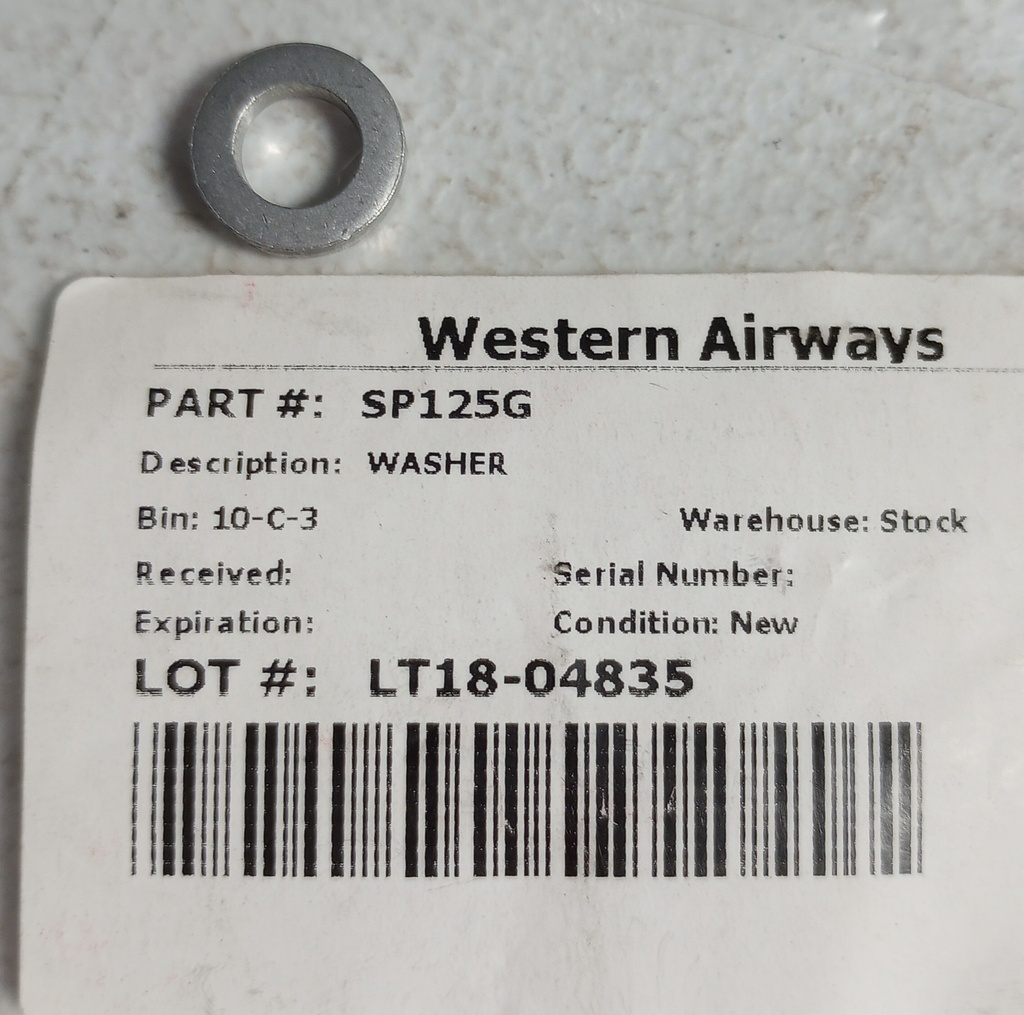 Western Airways
PART #: SP125G
Description: WASHER
Bin: 10-C-3 Warehouse: Stock
Received: Serial Number:
Expiration: Condition: New
LOT #: LT18-04835